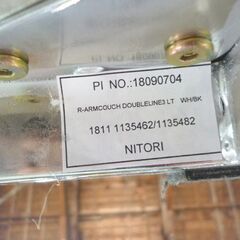 PI NO.:18090704
R-ARMCOUCH DOUBLELINE3 LT WH/BK
1811 1135462/1135482
NITORI